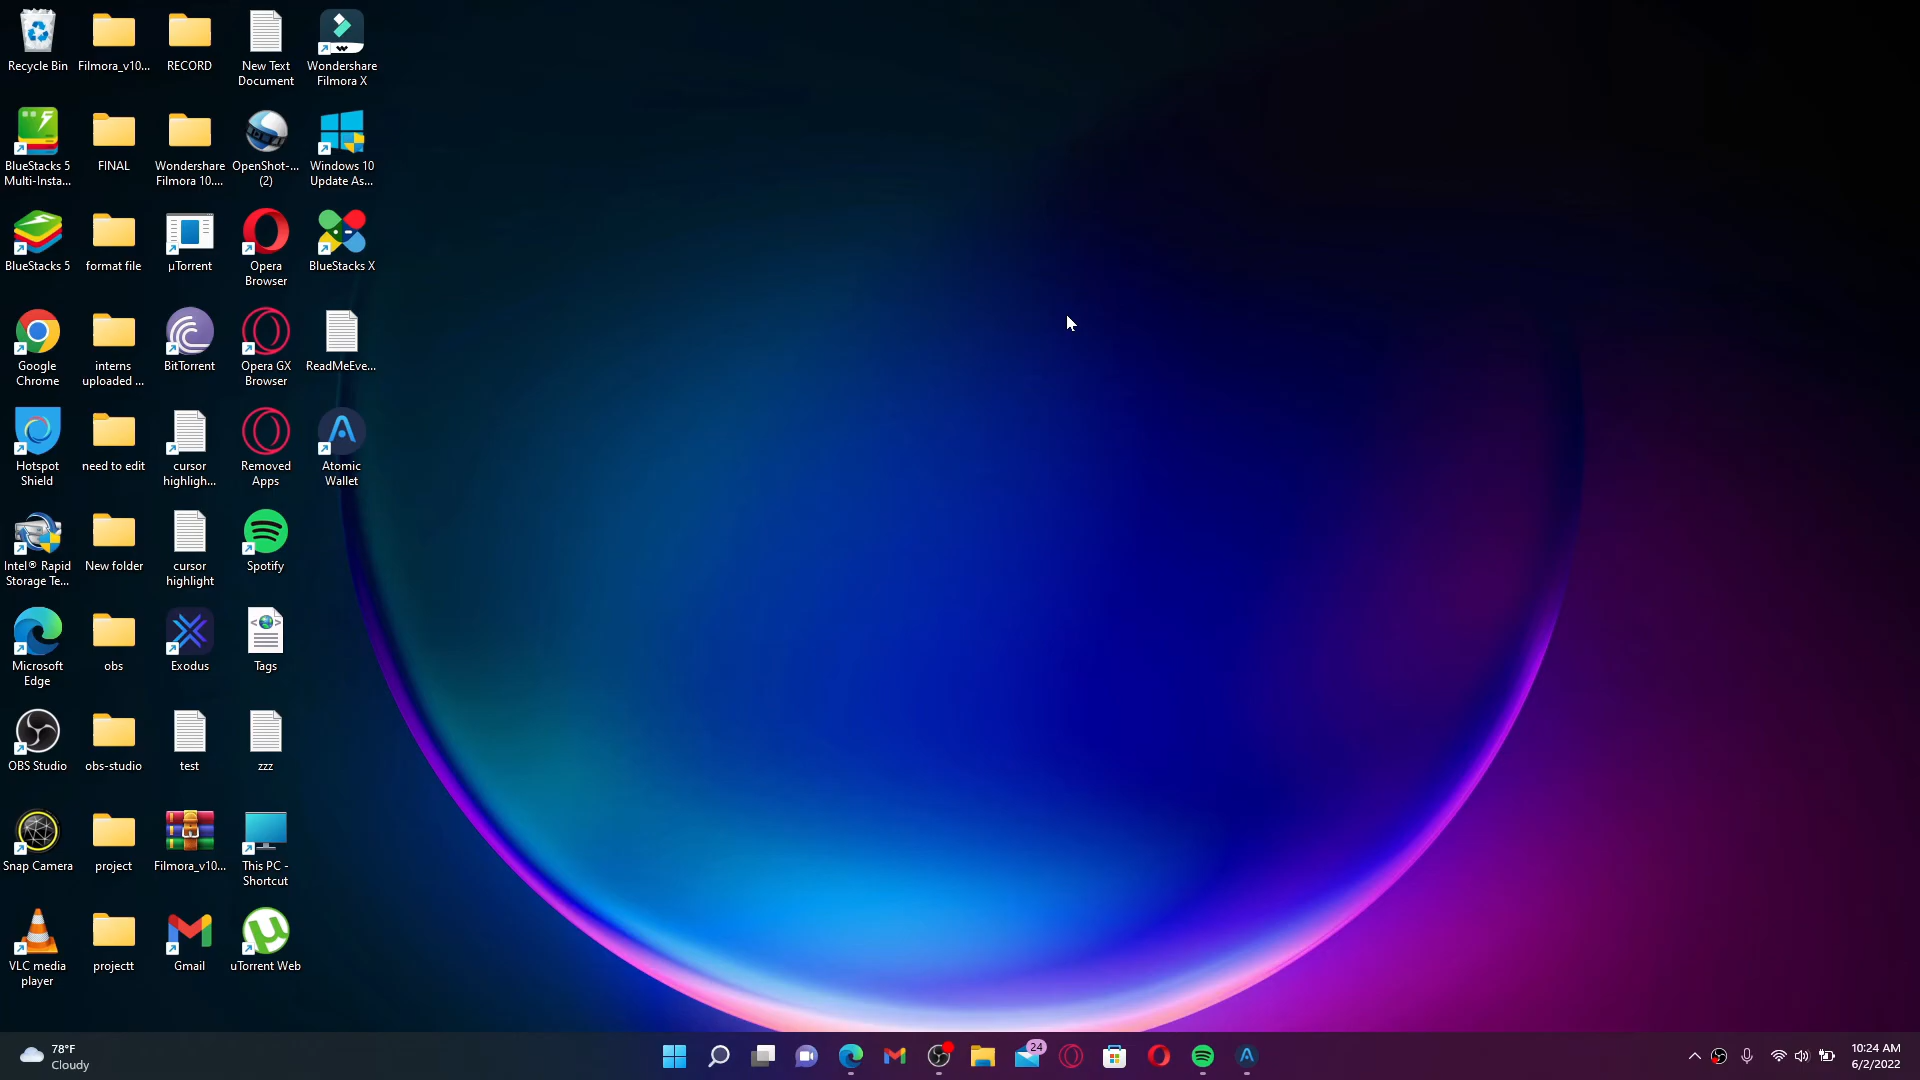 Recycle Bin
Filmora_v10...
RECORD
New Text
Document
Wondershare
Filmora X
BlueStacks 5
Multi-Insta...
FINAL
Wondershare
Filmora 10....
OpenShot-...
(2)
Windows 10
Update As...
BlueStacks 5
format file
µTorrent
Opera
Browser
BlueStacks X
Google
Chrome
interns
uploaded ...
BitTorrent
Opera GX
Browser
ReadMeEve...
Hotspot
Shield
need to edit
cursor
highligh...
Removed
Apps
Atomic
Wallet
Intel® Rapid
Storage Te...
New folder
cursor
highlight
Spotify
Microsoft
Edge
obs
Exodus
Tags
OBS Studio
obs-studio
test
zzz
Snap Camera
project
Filmora_v10...
This PC -
Shortcut
VLC media
player
projectt
Gmail
uTorrent Web
78°F
Cloudy
24
10:24 AM
6/2/2022